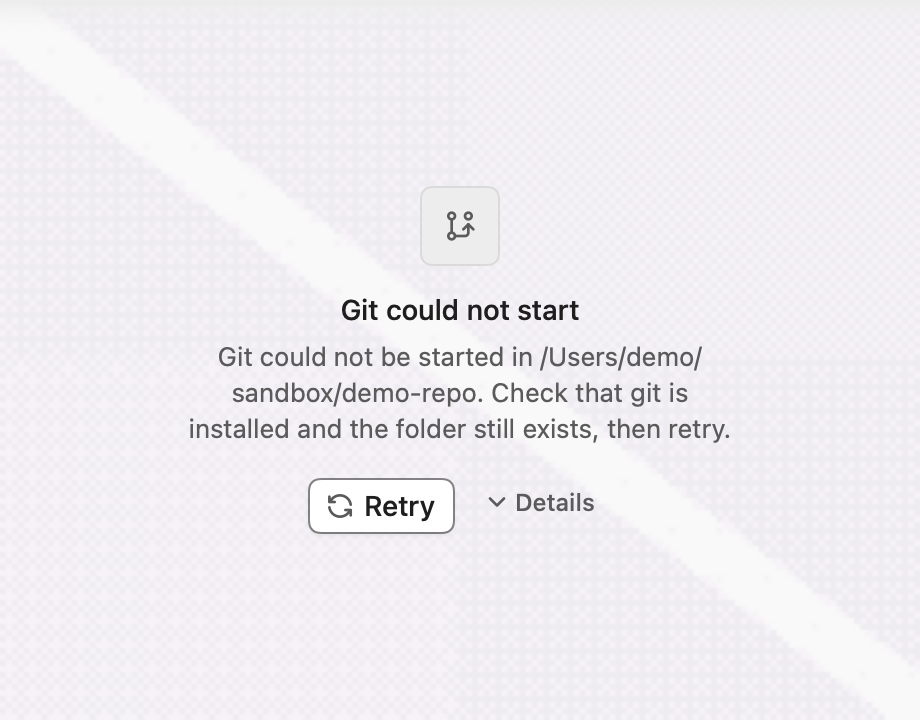 Git could not start
Git could not be started in /Users/demo/
sandbox/demo-repo. Check that git is
installed and the folder still exists, then retry.
Retry
Details